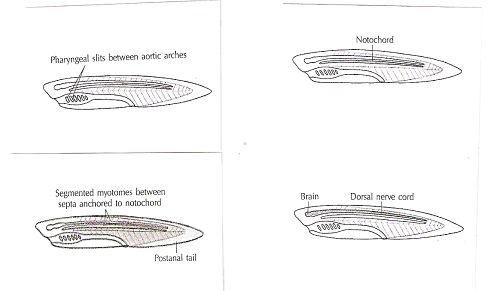 Pharyngeal slits between aortic arches
Notochord
Segmented myotomes between
septa anchored to notochord
Postanal tail
Brain
Dorsal nerve cord